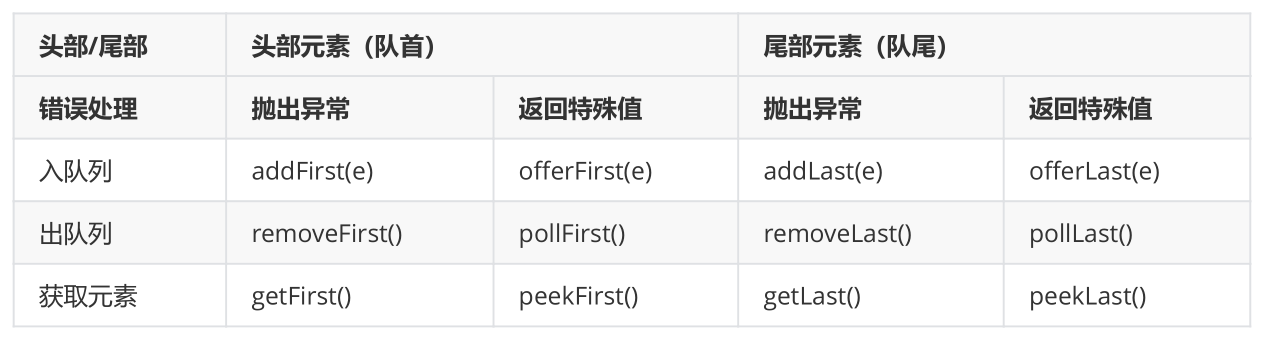 头部/尾部 头部元素（队首） 尾部元素（队尾）
错误处理 抛出异常 返回特殊值 抛出异常 返回特殊值
入队列 addFirst(e) offerFirst(e) addLast(e) offerLast(e)
出队列 removeFirst() pollFirst() removeLast() pollLast()
获取元素 getFirst() peekFirst() getLast() peekLast()